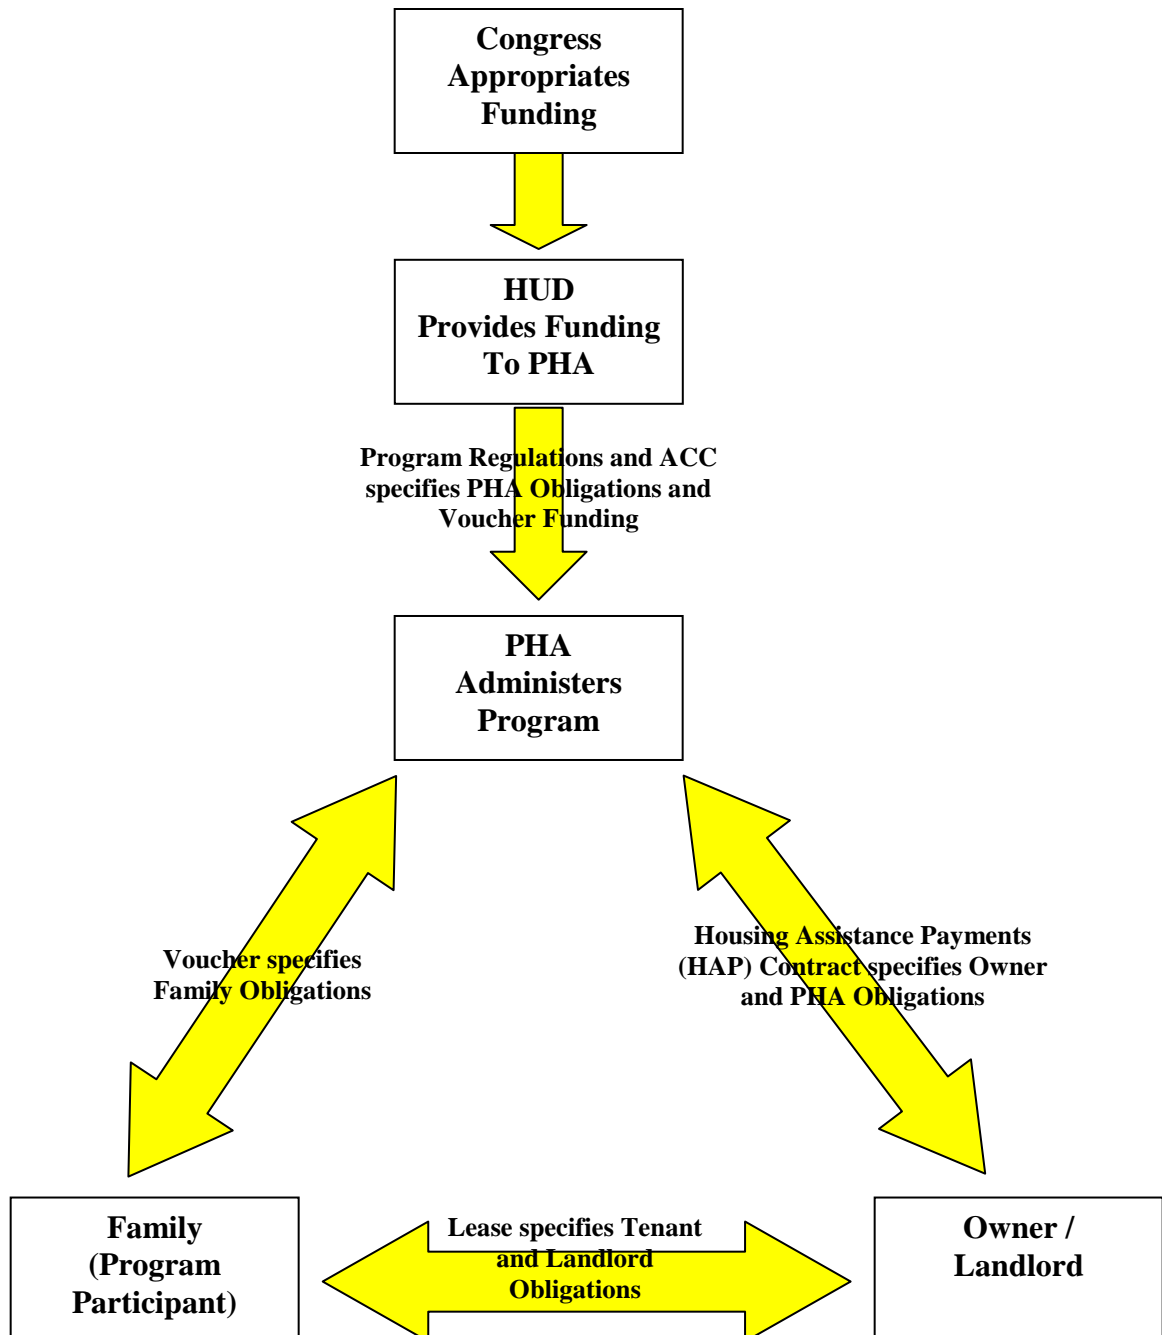 Congress
Appropriates
Funding
HUD
Provides Funding
To PHA
Program Regulations and ACC
specifies PHA Obligations and
Voucher Funding
PHA
Administers
Program
Voucher specifies
Family Obligations
Housing Assistance Payments
(HAP) Contract specifies Owner
and PHA Obligations
Family
(Program
Participant)
Lease specifies Tenant
and Landlord
Obligations
Owner /
Landlord